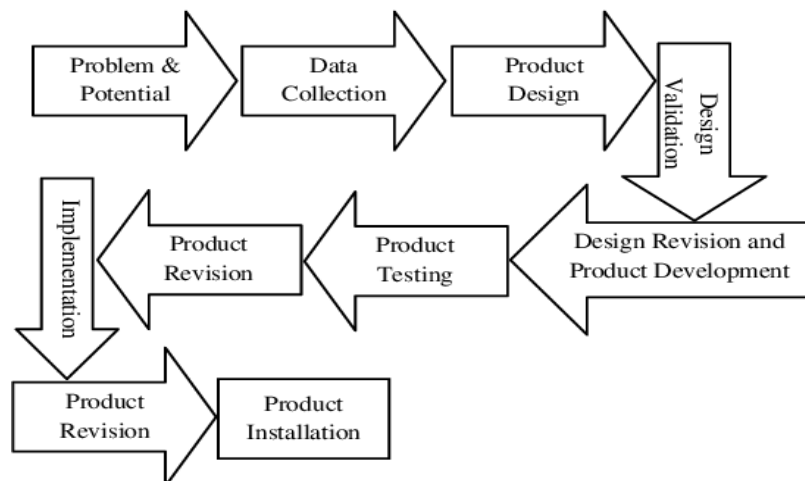 Problem &
Potential
Data
Collection
Product
Design
Design
Validation
Design Revision and
Product Development
Product
Testing
Product
Revision
Implementation
Product
Revision
Product
Installation